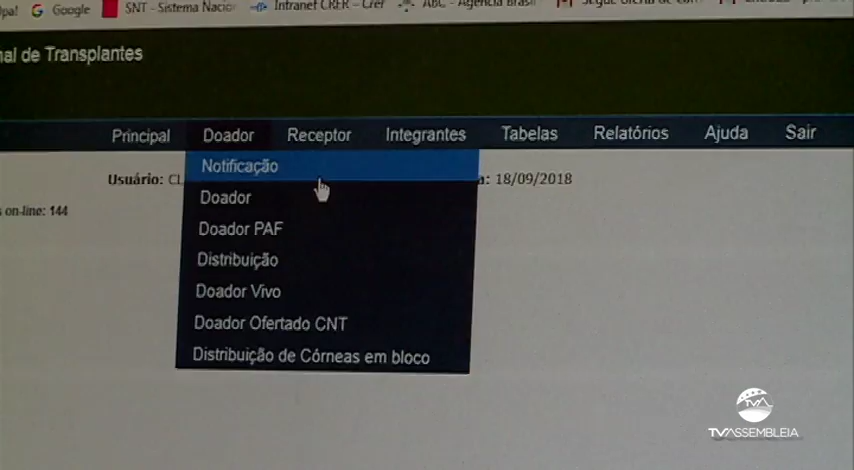 Google SNT - Sistema Nacio Intranet CRER - Crer ABC - Agência Brasil
nal de Transplantes
Principal Doador Receptor Integrantes Tabelas Relatórios Ajuda Sair
Notificação
Usuário: 18/09/2018
Doador
on-line: 144
Doador PAF
Distribuição
Doador Vivo
Doador Ofertado CNT
Distribuição de Córneas em bloco
TVASSEMBLEIA